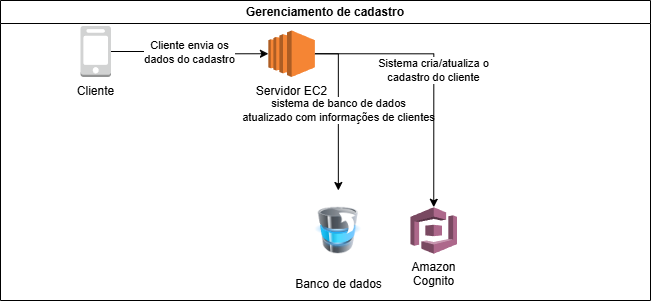 Gerenciamento de cadastro
Cliente envia os
dados do cadastro
Cliente
Servidor EC2
Sistema cria/atualiza o
cadastro do cliente
sistema de banco de dados
atualizado com informações de clientes
Banco de dados
Amazon
Cognito